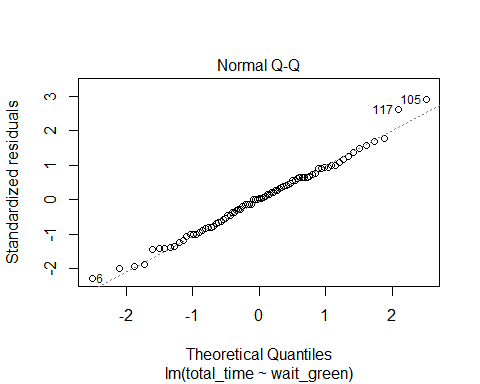 Normal Q-Q
Standardized residuals
3
2
1
0
-1
-2
105
117
6
-2 -1 0 1 2
Theoretical Quantiles
lm(total_time ~ wait_green)